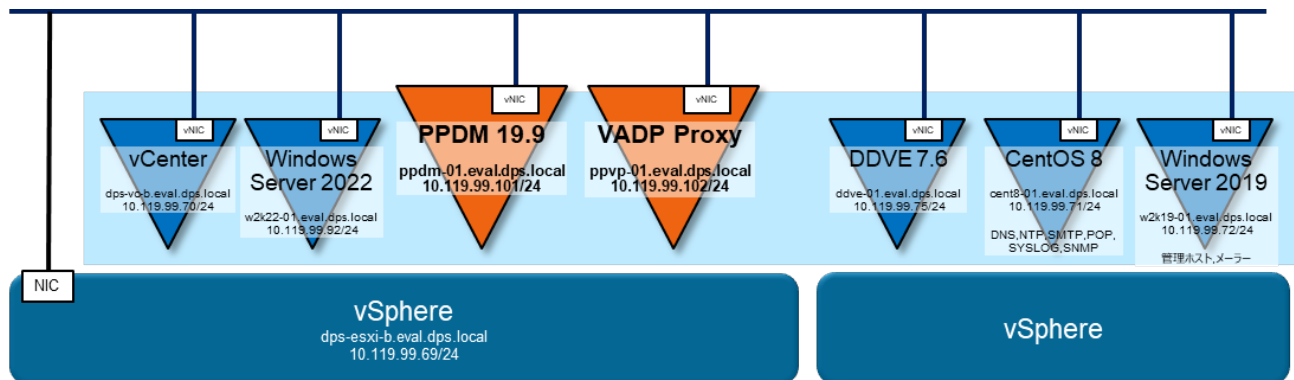 vNIC
vCenter
dps-vc-b.eval.dps.local
10.119.99.70/24
vNIC
Windows
Server 2022
w2k22-01.eval.dps.local
10.119.99.92/24
vNIC
PPDM 19.9
ppdm-01.eval.dps.local
10.119.99.101/24
vNIC
VADP Proxy
ppvp-01.eval.dps.local
10.119.99.102/24
vNIC
DDVE 7.6
ddve-01.eval.dps.local
10.119.99.75/24
vNIC
CentOS 8
cent8-01.eval.dps.local
10.119.99.71/24
DNS,NTP,SMTP,POP,
SYSLOG,SNMP
vNIC
Windows
Server 2019
w2k19-01.eval.dps.local
10.119.99.72/24
管理ホスト,メーラー
NIC
vSphere
dps-esxi-b.eval.dps.local
10.119.99.69/24
vSphere